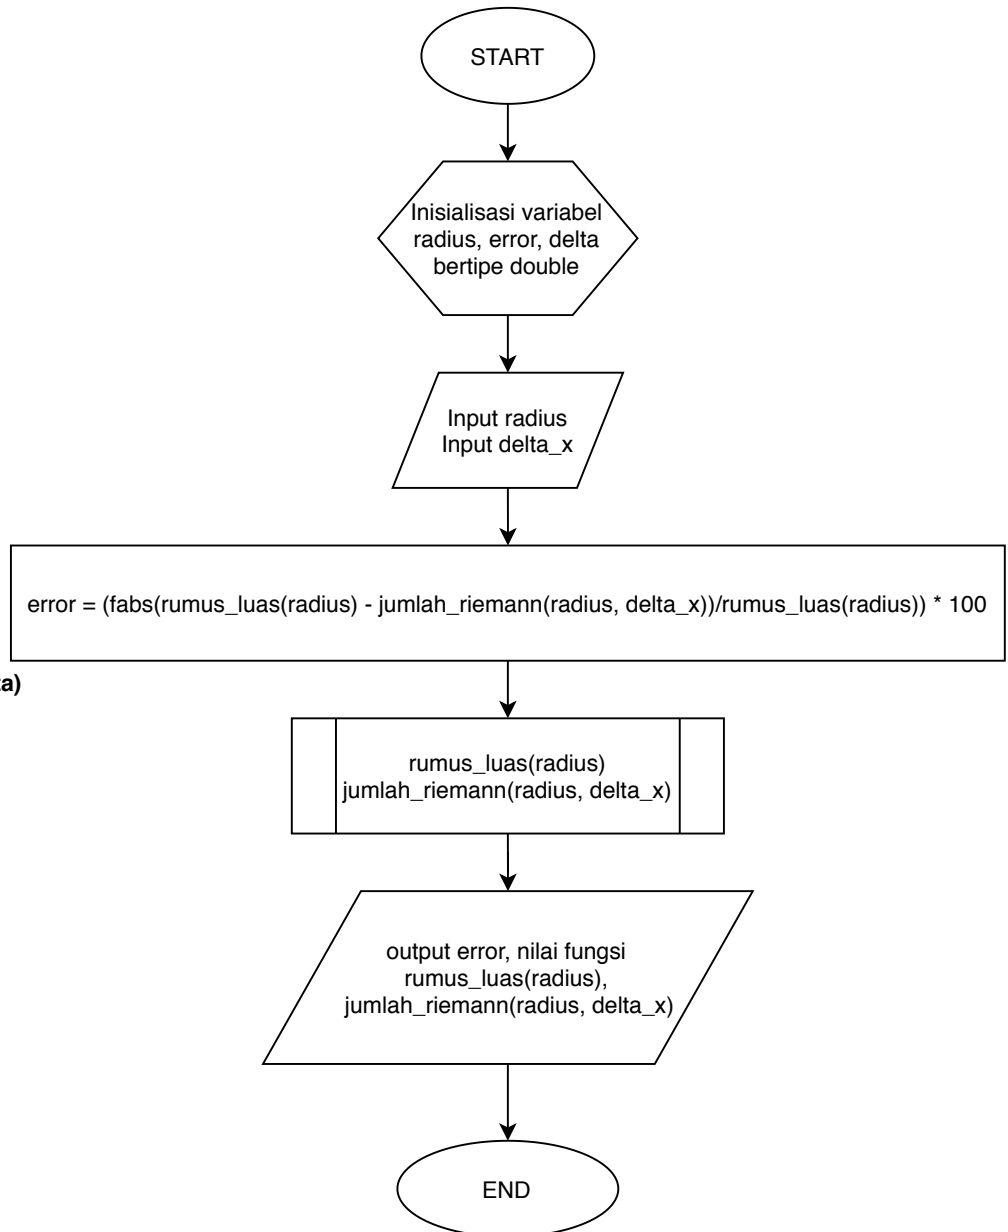 START
Inisialisasi variabel
radius, error, delta
bertipe double
Input radius
Input delta_x
error = (fabs(rumus_luas(radius) - jumlah_riemann(radius, delta_x))/rumus_luas(radius)) * 100
ta)
rumus_luas(radius)
jumlah_riemann(radius, delta_x)
output error, nilai fungsi
rumus_luas(radius),
jumlah_riemann(radius, delta_x)
END